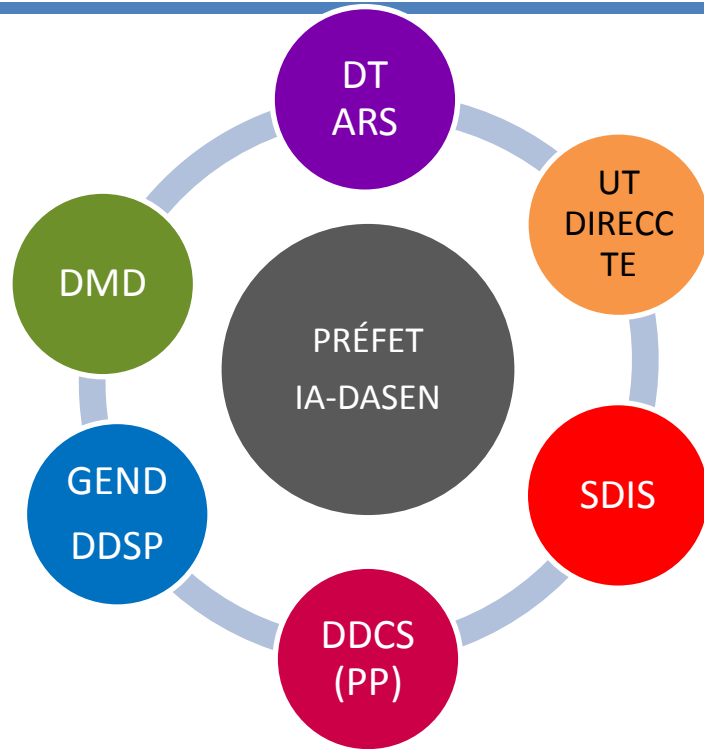 DT
ARS
UT
DIRECC
TE
DMD
PRÉFET
IA-DASEN
GEND
DDSP
SDIS
DDCS
(PP)